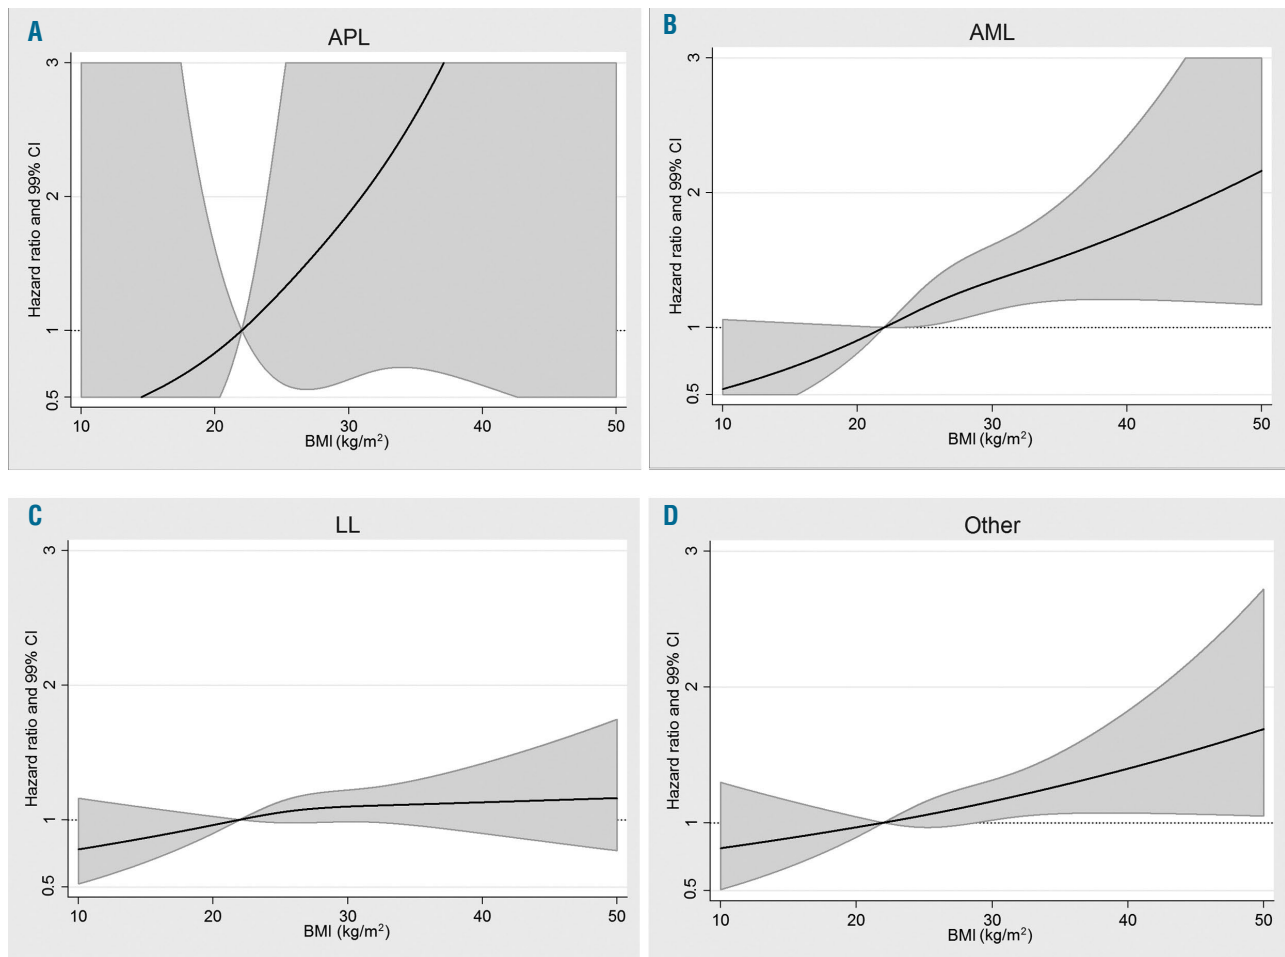 A
APL
Hazard ratio and 99% CI
3
2
1
0.5
10 20 30 40 50
BMI (kg/m²)
B
AML
Hazard ratio and 99% CI
3
2
1
0.5
10 20 30 40 50
BMI (kg/m²)
C
LL
Hazard ratio and 99% CI
3
2
1
0.5
10 20 30 40 50
BMI (kg/m²)
D
Other
Hazard ratio and 99% CI
3
2
1
0.5
10 20 30 40 50
BMI (kg/m²)